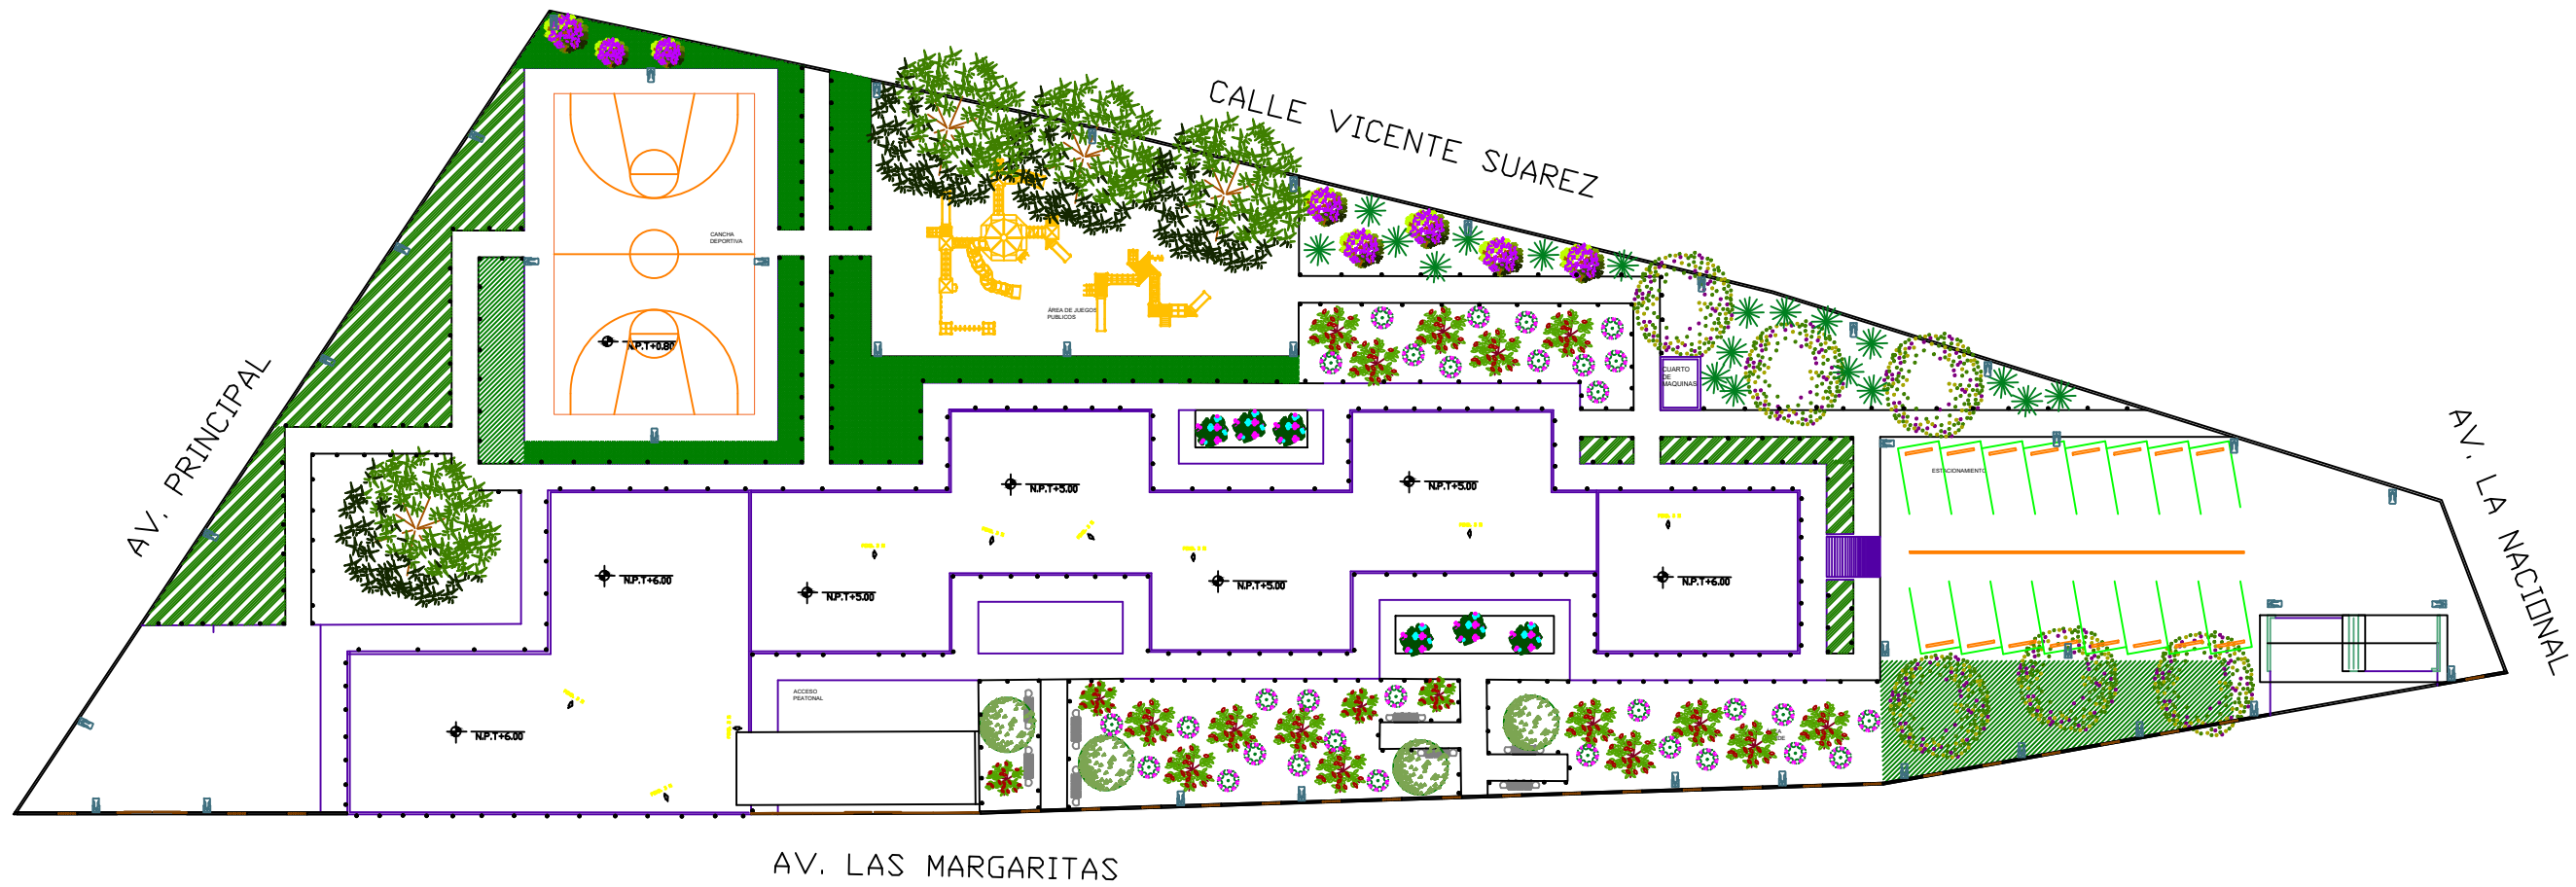 CALLE VICENTE SUAREZ
CANCHA
DEPORTIVA
ÁREA DE JUEGOS
PUBLICOS
N.P.T+0.80
AV. PRINCIPAL
CUARTO
DE
MAQUINAS
AV. LA NACIONAL
ESTACIONAMIENTO
N.P.T+5.00
N.P.T+5.00
N.P.T+6.00
N.P.T+5.00
N.P.T+5.00
N.P.T+6.00
ACCESO
PEATONAL
N.P.T+6.00
AV. LAS MARGARITAS